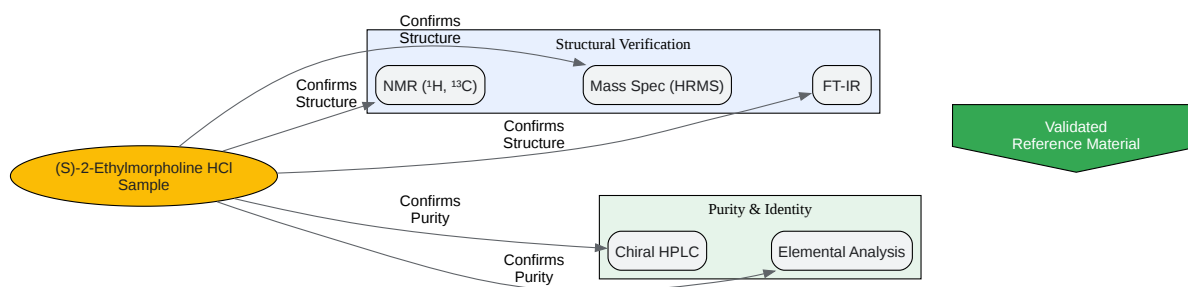 Confirms
Structure
Structural Verification
NMR (¹H, ¹³C)
Mass Spec (HRMS)
FT-IR
Confirms
Structure
Confirms
Structure
Validated
Reference Material
(S)-2-Ethylmorpholine HCl
Sample
Confirms
Purity
Purity & Identity
Chiral HPLC
Elemental Analysis
Confirms
Purity